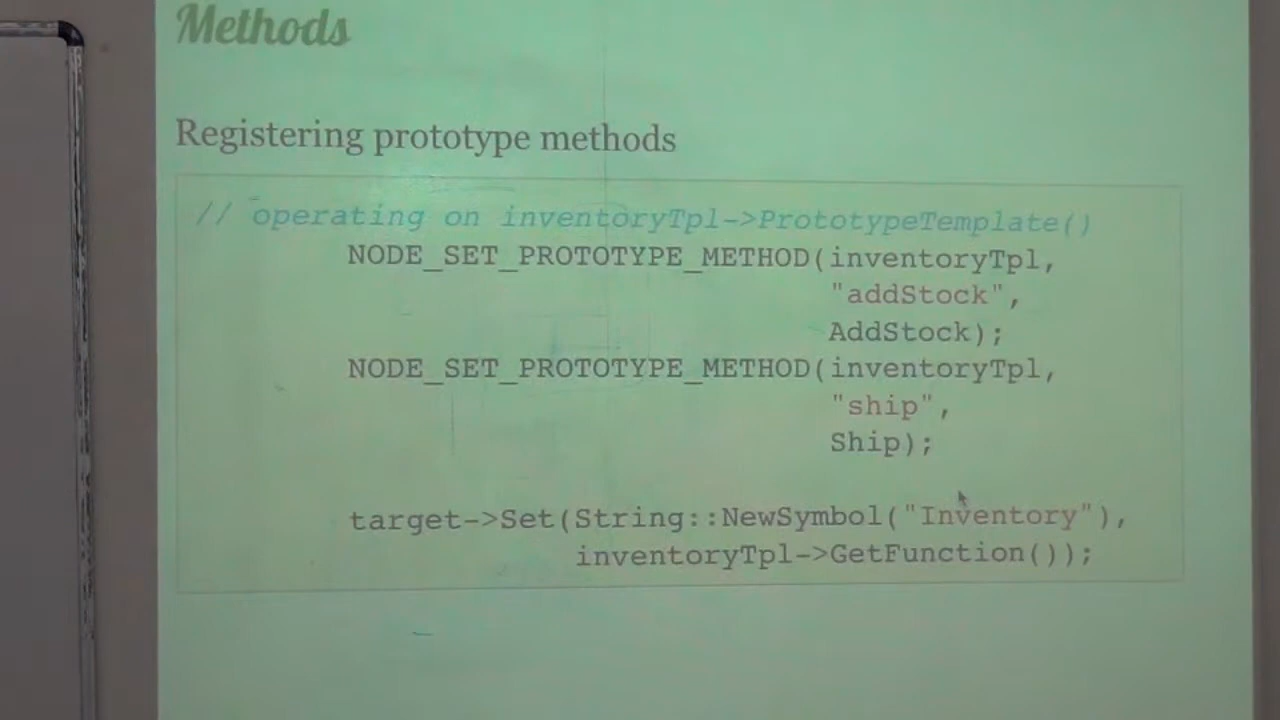 Methods
Registering prototype methods
// operating on inventoryTpl->PrototypeTemplate()
NODE_SET_PROTOTYPE_METHOD(inventoryTpl,
"addStock",
AddStock);
NODE_SET_PROTOTYPE_METHOD(inventoryTpl,
"ship",
Ship);
target->Set(String::NewSymbol("Inventory"),
inventoryTpl->GetFunction());